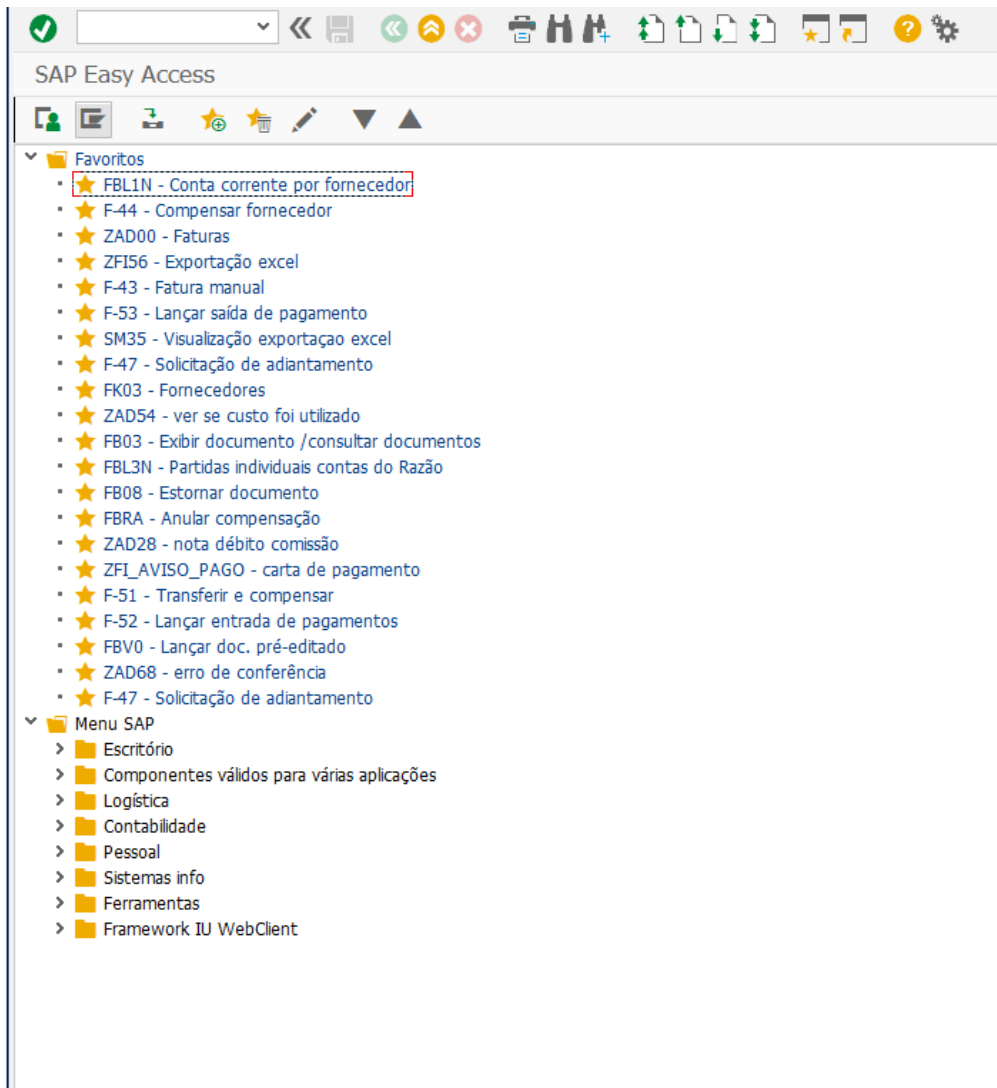 SAP Easy Access
Favoritos
FBL1N - Conta corrente por fornecedor
F-44 - Compensar fornecedor
ZAD00 - Faturas
ZFI56 - Exportação excel
F-43 - Fatura manual
F-53 - Lançar saída de pagamento
SM35 - Visualização exportaçao excel
F-47 - Solicitação de adiantamento
FK03 - Fornecedores
ZAD54 - ver se custo foi utilizado
FB03 - Exibir documento /consultar documentos
FBL3N - Partidas individuais contas do Razão
FB08 - Estornar documento
FBRA - Anular compensação
ZAD28 - nota débito comissão
ZFI_AVISO_PAGO - carta de pagamento
F-51 - Transferir e compensar
F-52 - Lançar entrada de pagamentos
FBV0 - Lançar doc. pré-editado
ZAD68 - erro de conferência
F-47 - Solicitação de adiantamento
Menu SAP
Escritório
Componentes válidos para várias aplicações
Logística
Contabilidade
Pessoal
Sistemas info
Ferramentas
Framework IU WebClient